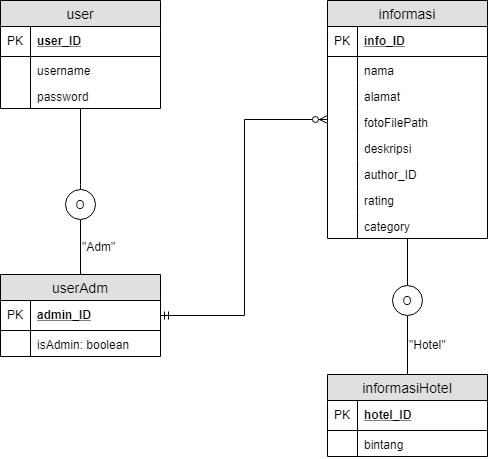 user
PK user_ID
username
password
O
"Adm"
userAdm
PK admin_ID
isAdmin: boolean
informasi
PK info_ID
nama
alamat
fotoFilePath
deskripsi
author_ID
rating
category
O
"Hotel"
informasiHotel
PK hotel_ID
bintang